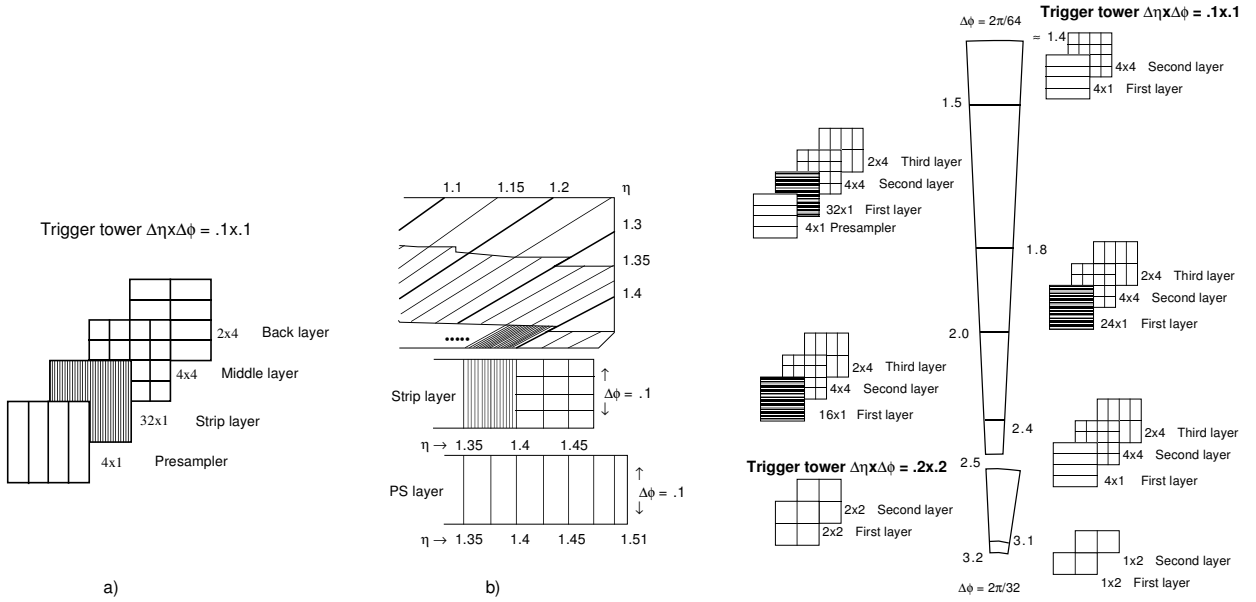 Trigger tower ΔηxΔϕ = .1x.1
2x4 Back layer
4x4 Middle layer
32x1 Strip layer
4x1 Presampler
a)
1.1 1.15 1.2 η
1.3
1.35
1.4
Strip layer
↑
Δϕ = .1
↓
η → 1.35 1.4 1.45
PS layer
↑
Δϕ = .1
↓
η → 1.35 1.4 1.45 1.51
b)
Δϕ = 2π/64
Trigger tower ΔηxΔϕ = .1x.1
≈ 1.4
4x4 Second layer
4x1 First layer
1.5
2x4 Third layer
4x4 Second layer
32x1 First layer
4x1 Presampler
1.8
2x4 Third layer
4x4 Second layer
24x1 First layer
2.0
2x4 Third layer
4x4 Second layer
16x1 First layer
2.4
2x4 Third layer
4x4 Second layer
4x1 First layer
2.5
Trigger tower ΔηxΔϕ = .2x.2
2x2 Second layer
2x2 First layer
3.1
3.2
1x2 Second layer
1x2 First layer
Δϕ = 2π/32